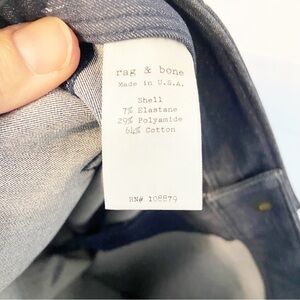 rag & bone
Made in U.S.A.
Shell
7% Elastane
29% Polyamide
64% Cotton
RN# 108879